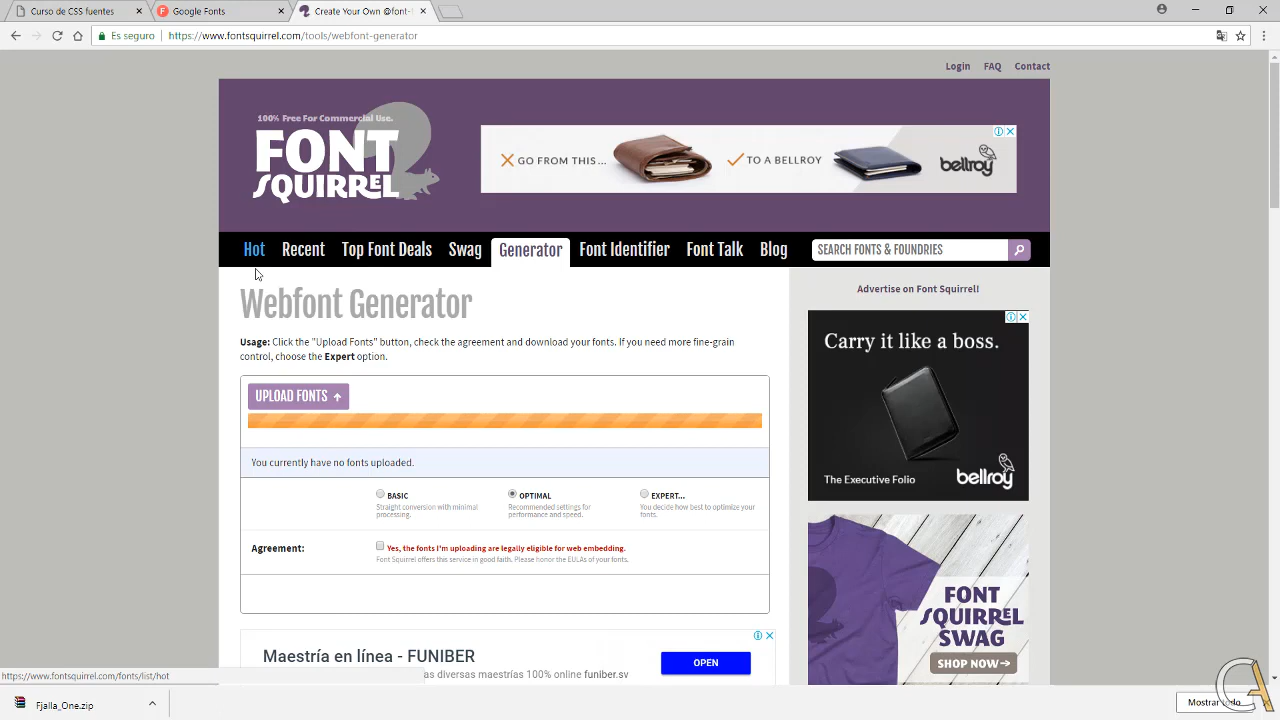 Curso de CSS fuentes
Google Fonts
Create Your Own @font-f
Es seguro
https://www.fontsquirrel.com/tools/webfont-generator
Login FAQ Contact
100% Free For Commercial Use.
FONT
SQUIRREL
GO FROM THIS...
TO A BELLROY
bellroy
Hot Recent Top Font Deals Swag Generator Font Identifier Font Talk Blog
SEARCH FONTS & FOUNDRIES
Webfont Generator
Usage: Click the "Upload Fonts" button, check the agreement and download your fonts. If you need more fine-grain
control, choose the Expert option.
UPLOAD FONTS
You currently have no fonts uploaded.
BASIC
Straight conversion with minimal
processing.
OPTIMAL
Recommended settings for
performance and speed.
EXPERT...
You decide how best to optimize your
fonts.
Agreement:
Yes, the fonts I'm uploading are legally eligible for web embedding.
Font Squirrel offers this service in good faith. Please honor the EULAs of your fonts.
Advertise on Font Squirrel!
Carry it like a boss.
The Executive Folio
bellroy
FONT
SQUIRREL
SWAG
SHOP NOW
Maestría en línea - FUNIBER
as diversas maestrías 100% online funiber.sv
OPEN
https://www.fontsquirrel.com/fonts/list/hot
Fjalla_One.zip
Mostrar todo
CA